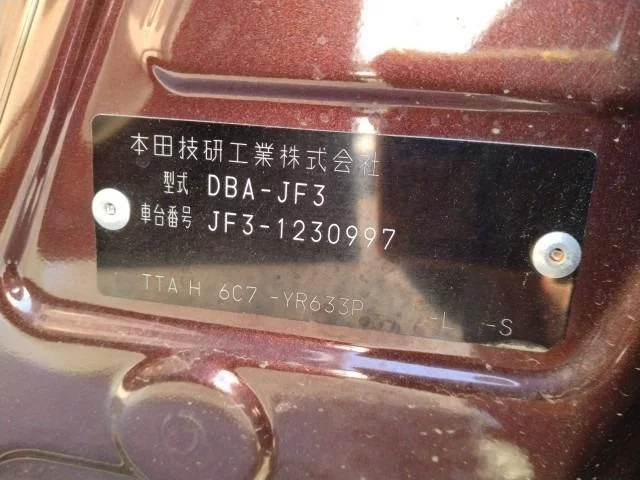 本田技研工業株式会社
型式 DBA-JF3
車台番号 JF3-1230997
TTA H 6C7 -YR633P -L -S